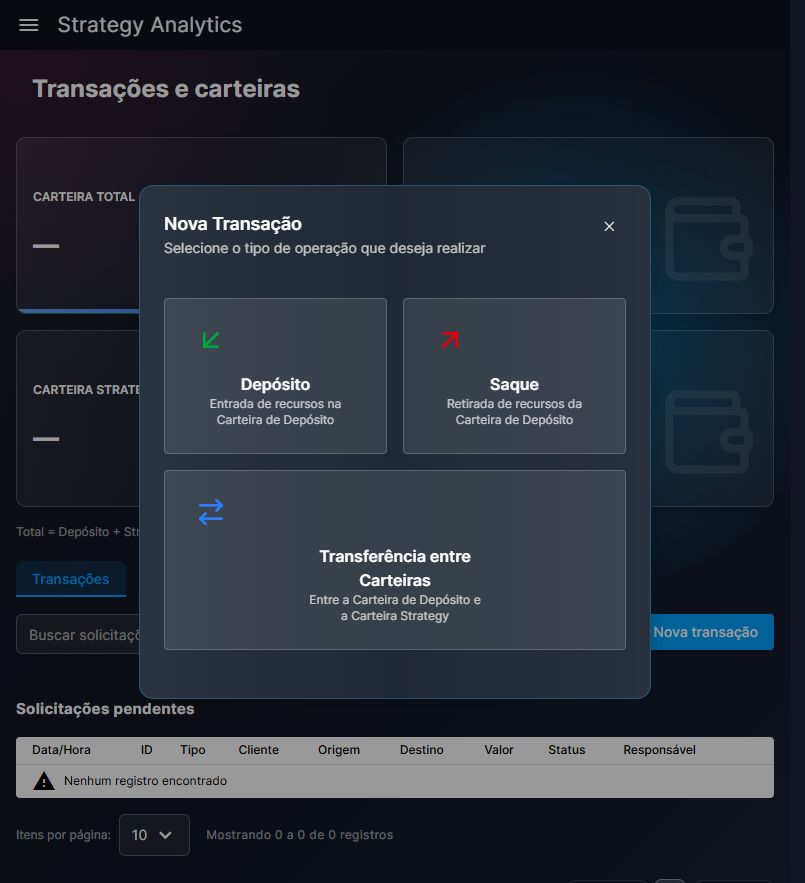 Strategy Analytics
Transações e carteiras
CARTEIRA TOTAL
Nova Transação
Selecione o tipo de operação que deseja realizar
Depósito
Entrada de recursos na
Carteira de Depósito
Saque
Retirada de recursos da
Carteira de Depósito
CARTEIRA STRATE
Transferência entre
Carteiras
Entre a Carteira de Depósito e
a Carteira Strategy
Total = Depósito + Str
Transações
Buscar solicitaçõ
Nova transação
Solicitações pendentes
Data/Hora ID Tipo Cliente Origem Destino Valor Status Responsável
Nenhum registro encontrado
Itens por página: 10 Mostrando 0 a 0 de 0 registros